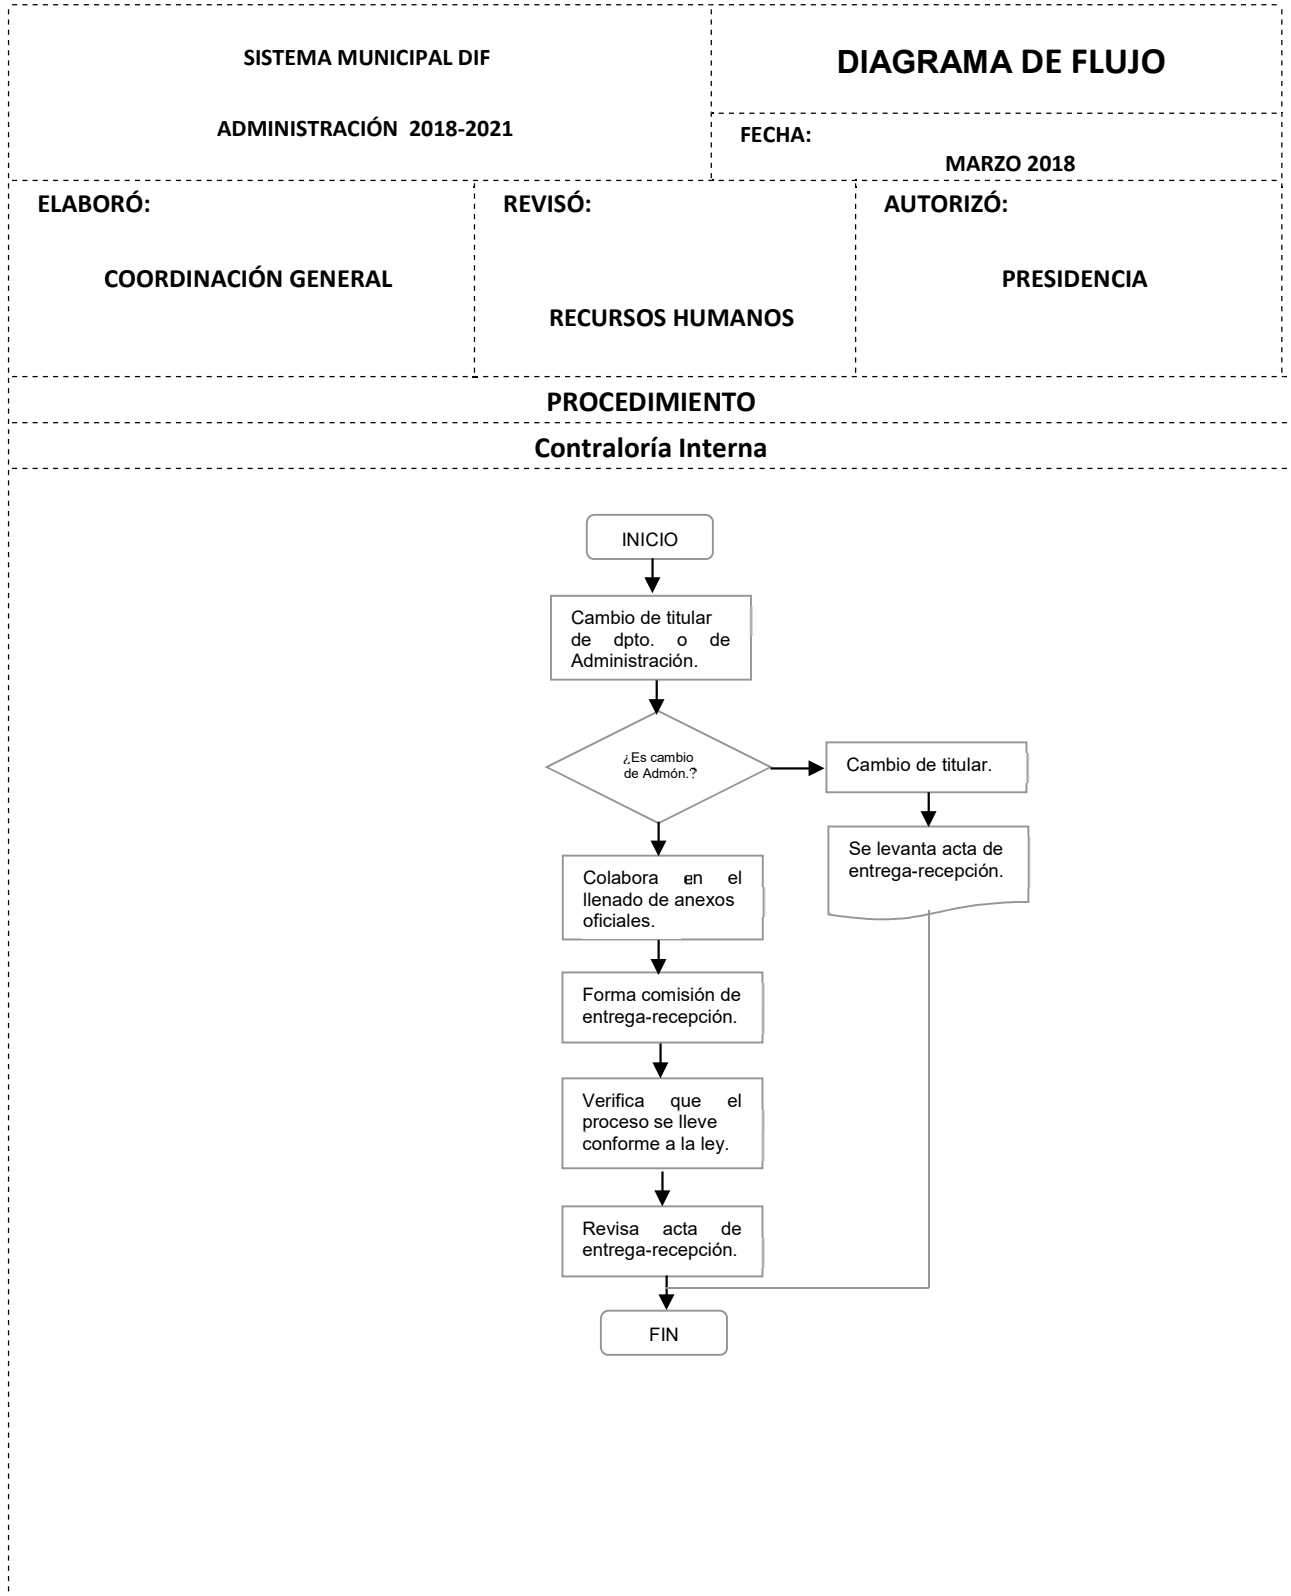 SISTEMA MUNICIPAL DIF
ADMINISTRACIÓN 2018-2021
DIAGRAMA DE FLUJO
FECHA:
MARZO 2018
ELABORÓ:
COORDINACIÓN GENERAL
REVISÓ:
RECURSOS HUMANOS
AUTORIZÓ:
PRESIDENCIA
PROCEDIMIENTO
Contraloría Interna
INICIO
Cambio de titular
de dpto. o de
Administración.
¿Es cambio
de Admón.?
Cambio de titular.
Se levanta acta de
entrega-recepción.
Colabora en el
llenado de anexos
oficiales.
Forma comisión de
entrega-recepción.
Verifica que el
proceso se lleve
conforme a la ley.
Revisa acta de
entrega-recepción.
FIN